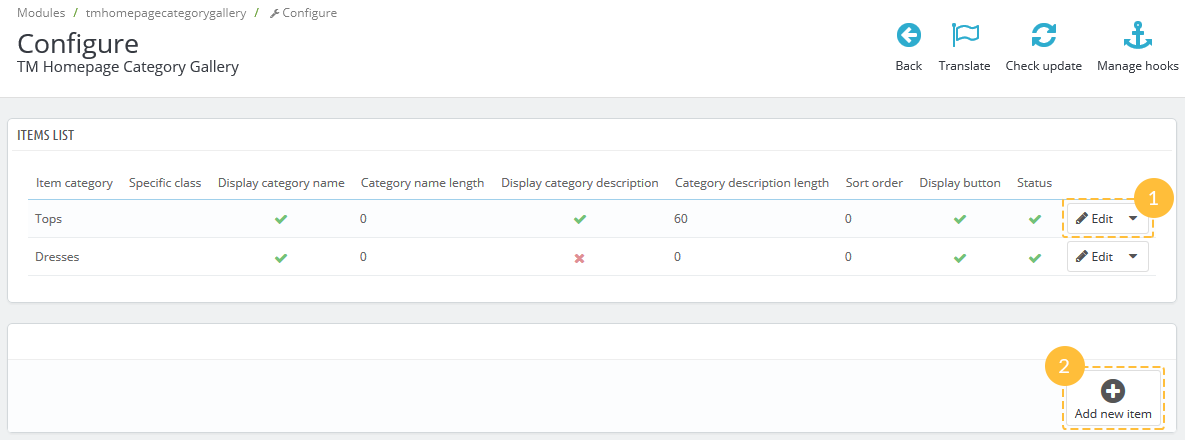 Modules / tmhomepagecategorygallery / Configure
Configure
TM Homepage Category Gallery
Back Translate Check update Manage hooks
ITEMS LIST
Item category Specific class Display category name Category name length Display category description Category description length Sort order Display button Status
1
Tops 0 60 0 Edit
Dresses 0 0 0 Edit
2
Add new item